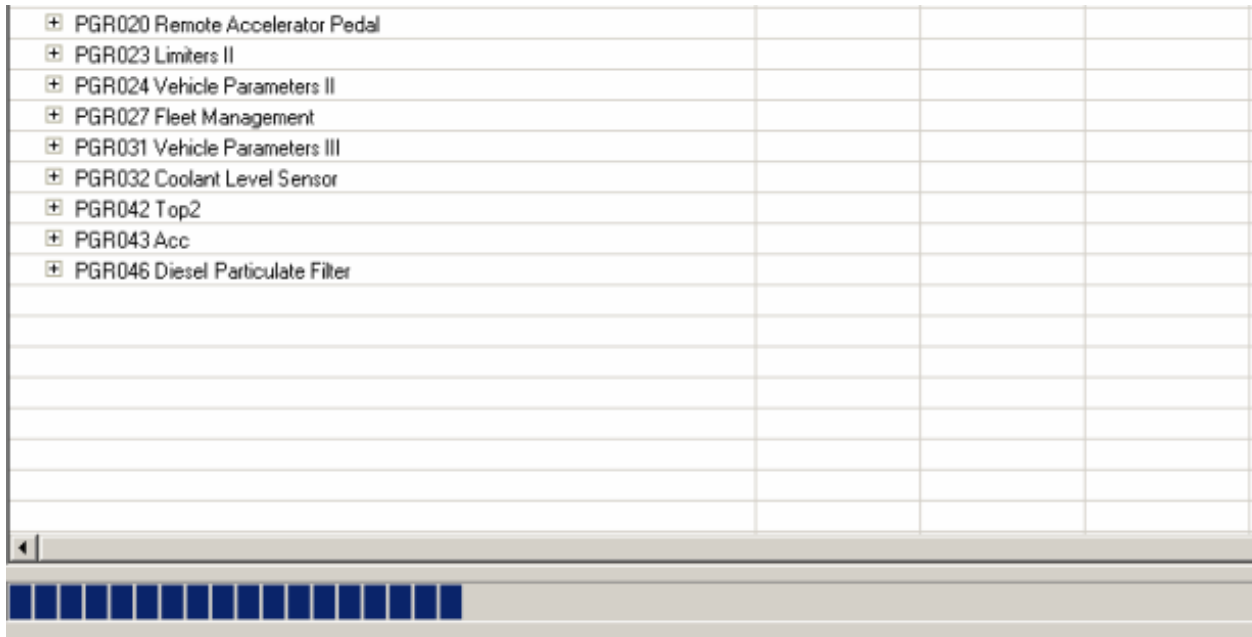 PGR020 Remote Accelerator Pedal
PGR023 Limiters II
PGR024 Vehicle Parameters II
PGR027 Fleet Management
PGR031 Vehicle Parameters III
PGR032 Coolant Level Sensor
PGR042 Top2
PGR043 Acc
PGR046 Diesel Particulate Filter